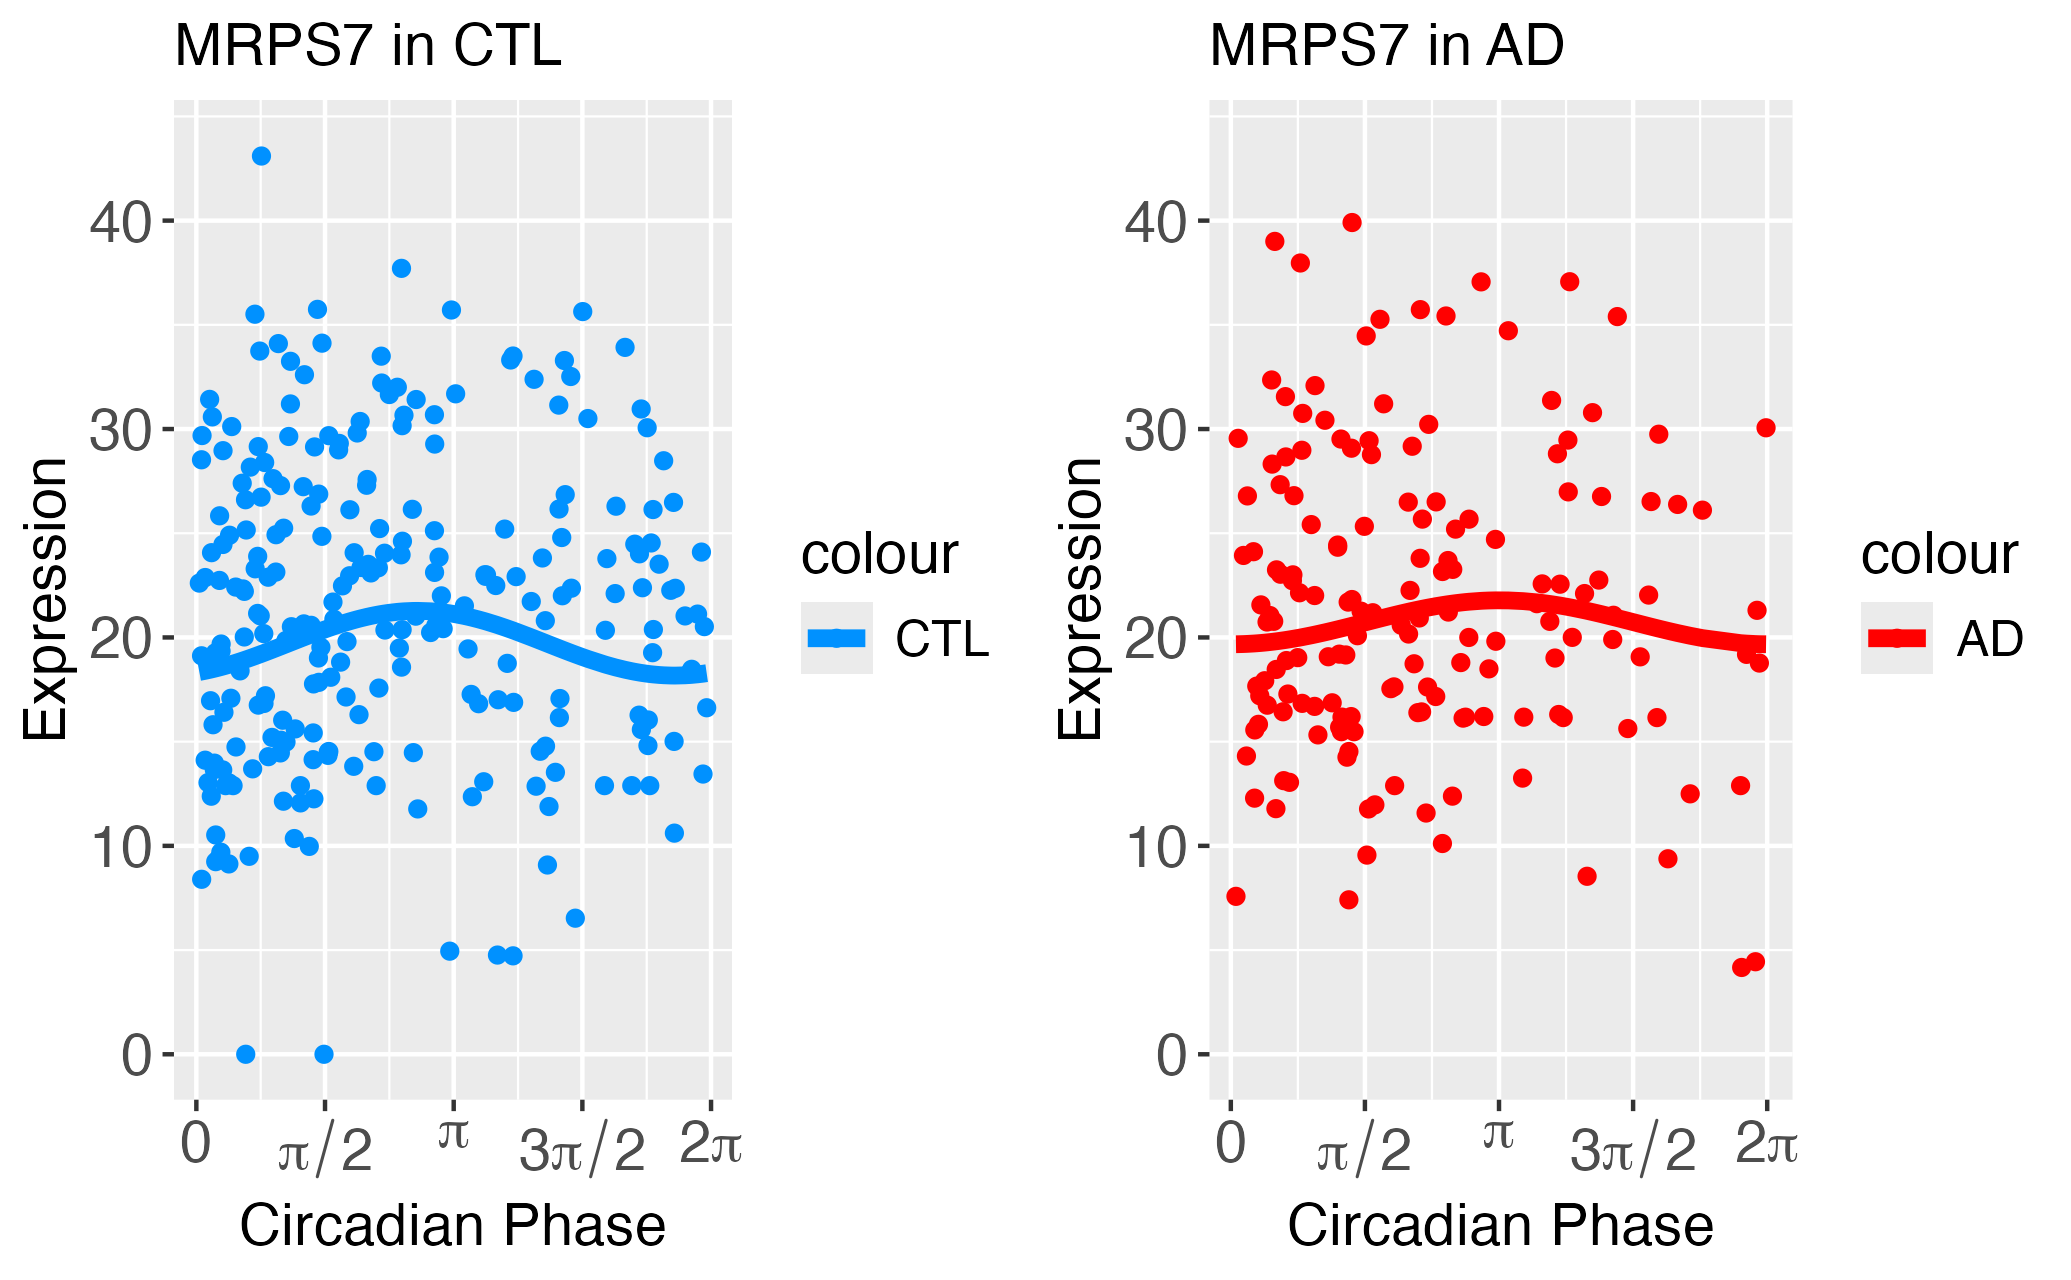 MRPS7 in CTL
Expression
40
30
20
10
0
0 π/2 π 3π/2 2π
Circadian Phase
colour
CTL
MRPS7 in AD
Expression
40
30
20
10
0
0 π/2 π 3π/2 2π
Circadian Phase
colour
AD